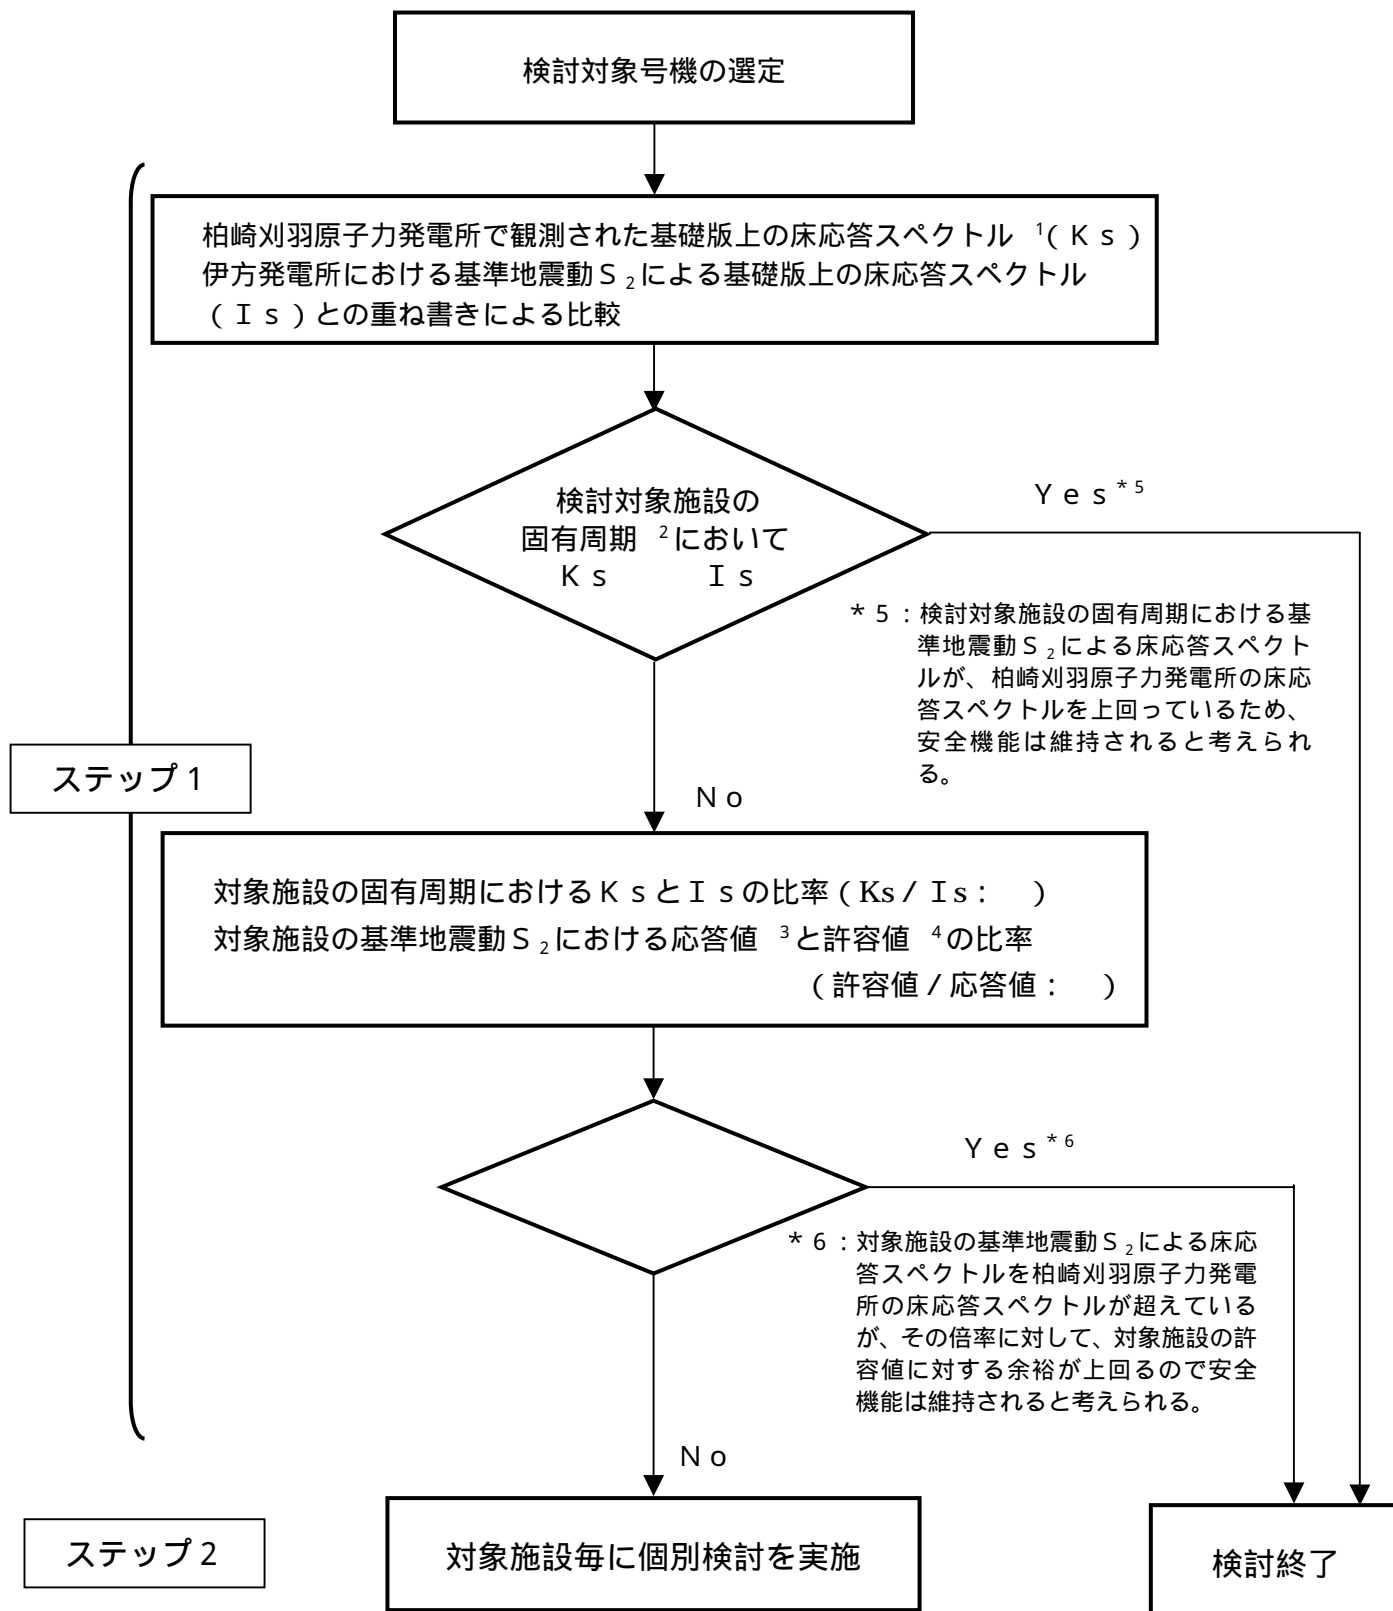 検討対象号機の選定
柏崎刈羽原子力発電所で観測された基礎版上の床応答スペクトル ¹(Ks)
伊方発電所における基準地震動S₂による基礎版上の床応答スペクトル
(Is)との重ね書きによる比較
検討対象施設の
固有周期 ²において
Ks Is
Yes*5
*5:検討対象施設の固有周期における基
準地震動S₂による床応答スペクト
ルが、柏崎刈羽原子力発電所の床応
答スペクトルを上回っているため、
安全機能は維持されると考えられ
る。
ステップ1
No
対象施設の固有周期におけるKsとIsの比率(Ks/Is: )
対象施設の基準地震動S₂における応答値 ³と許容値 ⁴の比率
(許容値/応答値: )
Yes*6
*6:対象施設の基準地震動S₂による床応
答スペクトルを柏崎刈羽原子力発電
所の床応答スペクトルが超えている
が、その倍率に対して、対象施設の許
容値に対する余裕が上回るので安全
機能は維持されると考えられる。
No
ステップ2
対象施設毎に個別検討を実施
検討終了